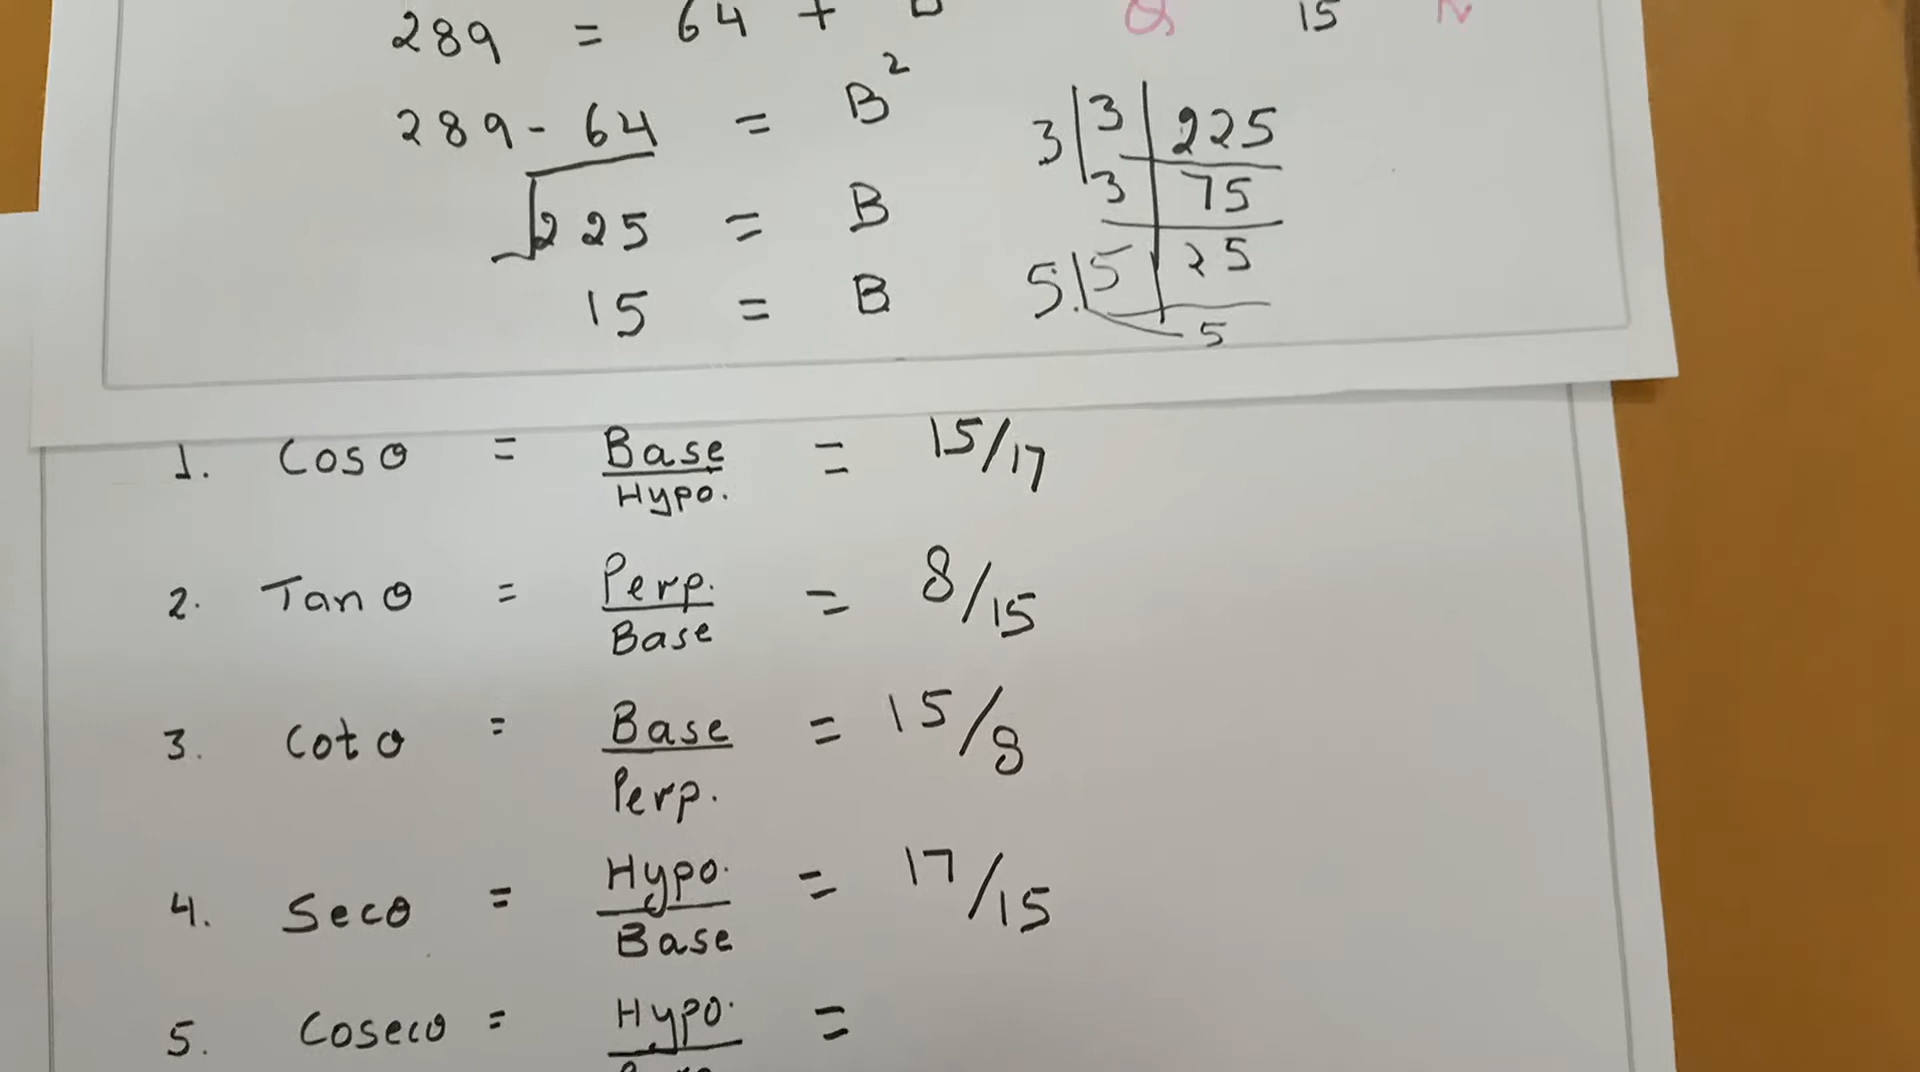 289 = 64 + B
15
289 - 64 = B²
√225 = B
15 = B
3 | 3 | 225
3 | 75
5 | 5 | 25
5
1. Cosθ = Base/Hypo. = 15/17
2. Tanθ = Perp./Base = 8/15
3. Cotθ = Base/Perp. = 15/8
4. Secθ = Hypo./Base = 17/15
5. Cosecθ = Hypo. =